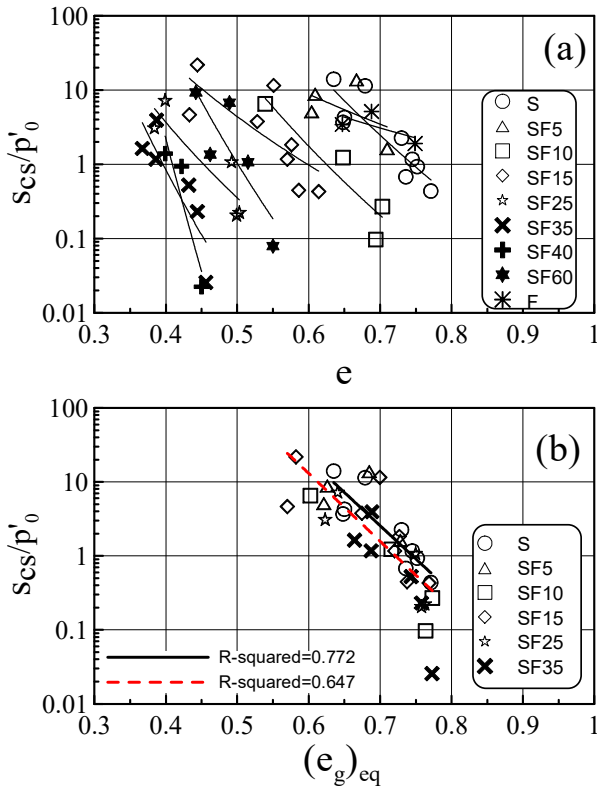 100
(a)
10
S
SF5
SF10
1
SF15
SF25
SF35
0.1
SF40
SF60
F
0.01
s_cs/p'_0
0.3 0.4 0.5 0.6 0.7 0.8 0.9 1
e
100
(b)
10
S
SF5
1
SF10
SF15
0.1
SF25
SF35
R-squared=0.772
R-squared=0.647
0.01
s_cs/p'_0
0.3 0.4 0.5 0.6 0.7 0.8 0.9 1
(e_g)_eq